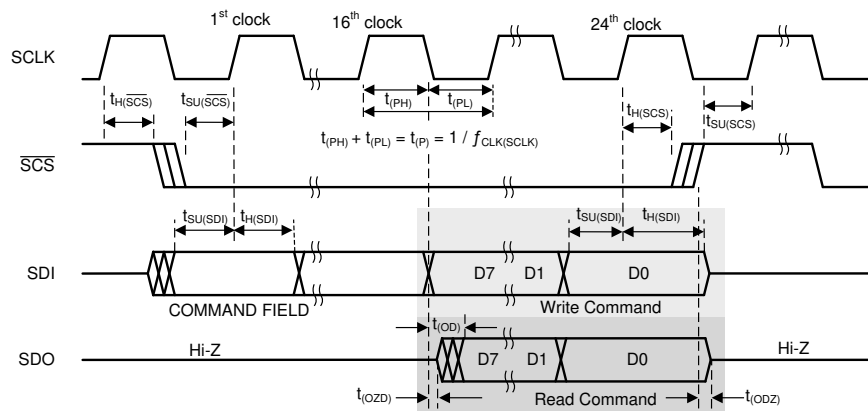 1st clock 16th clock 24th clock
SCLK
tH(SCS) tSU(SCS) t(PH) t(PL) tH(SCS) tSU(SCS)
t(PH) + t(PL) = t(P) = 1 / fCLK(SCLK)
SCS
tSU(SDI) tH(SDI) tSU(SDI) tH(SDI)
SDI D7 D1 D0
COMMAND FIELD Write Command
t(OD)
SDO Hi-Z D7 D1 D0 Hi-Z
t(OZD) Read Command t(ODZ)